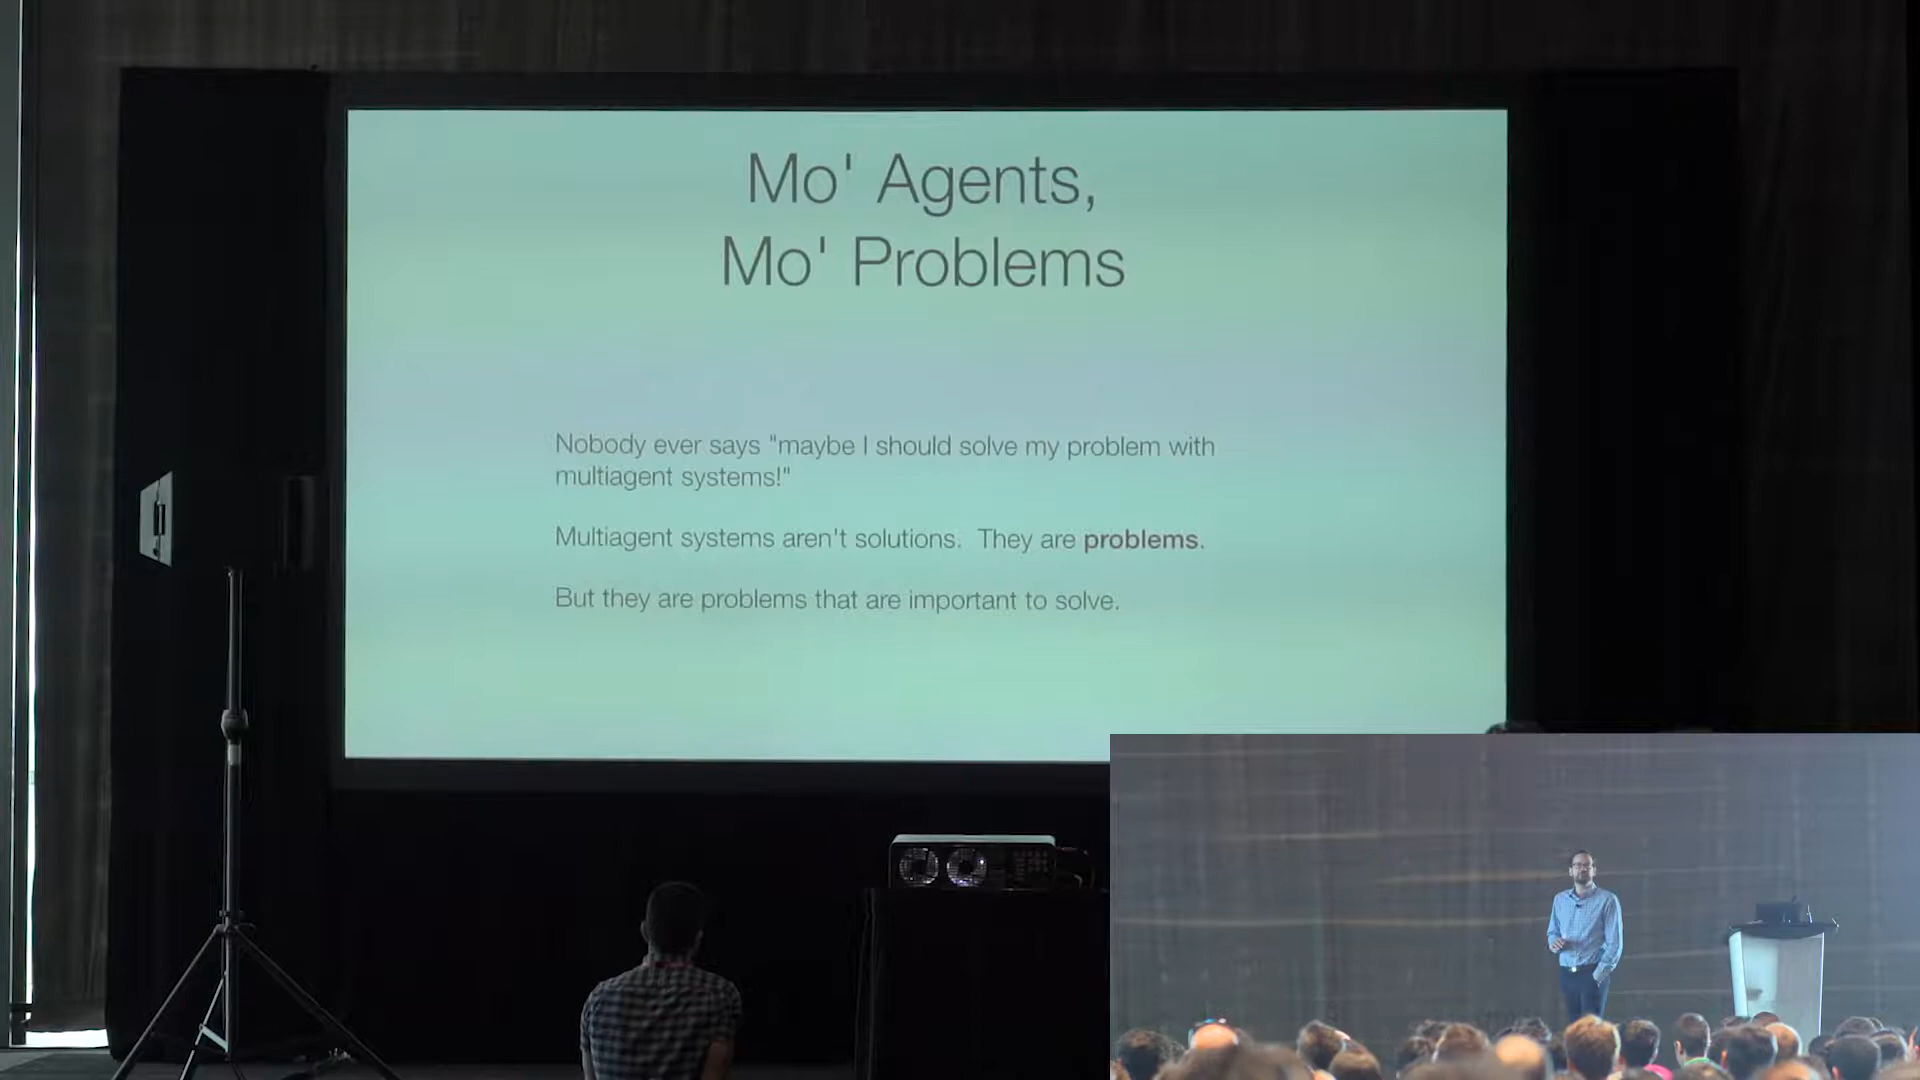 Mo' Agents,
Mo' Problems
Nobody ever says "maybe I should solve my problem with
multiagent systems!"
Multiagent systems aren't solutions.  They are problems.
But they are problems that are important to solve.